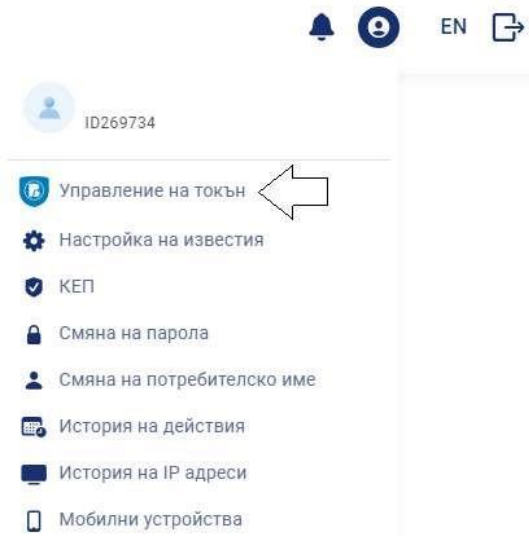 EN
ID269734
Управление на токън
Настройка на известия
КЕП
Смяна на парола
Смяна на потребителско име
История на действия
История на IP адреси
Мобилни устройства